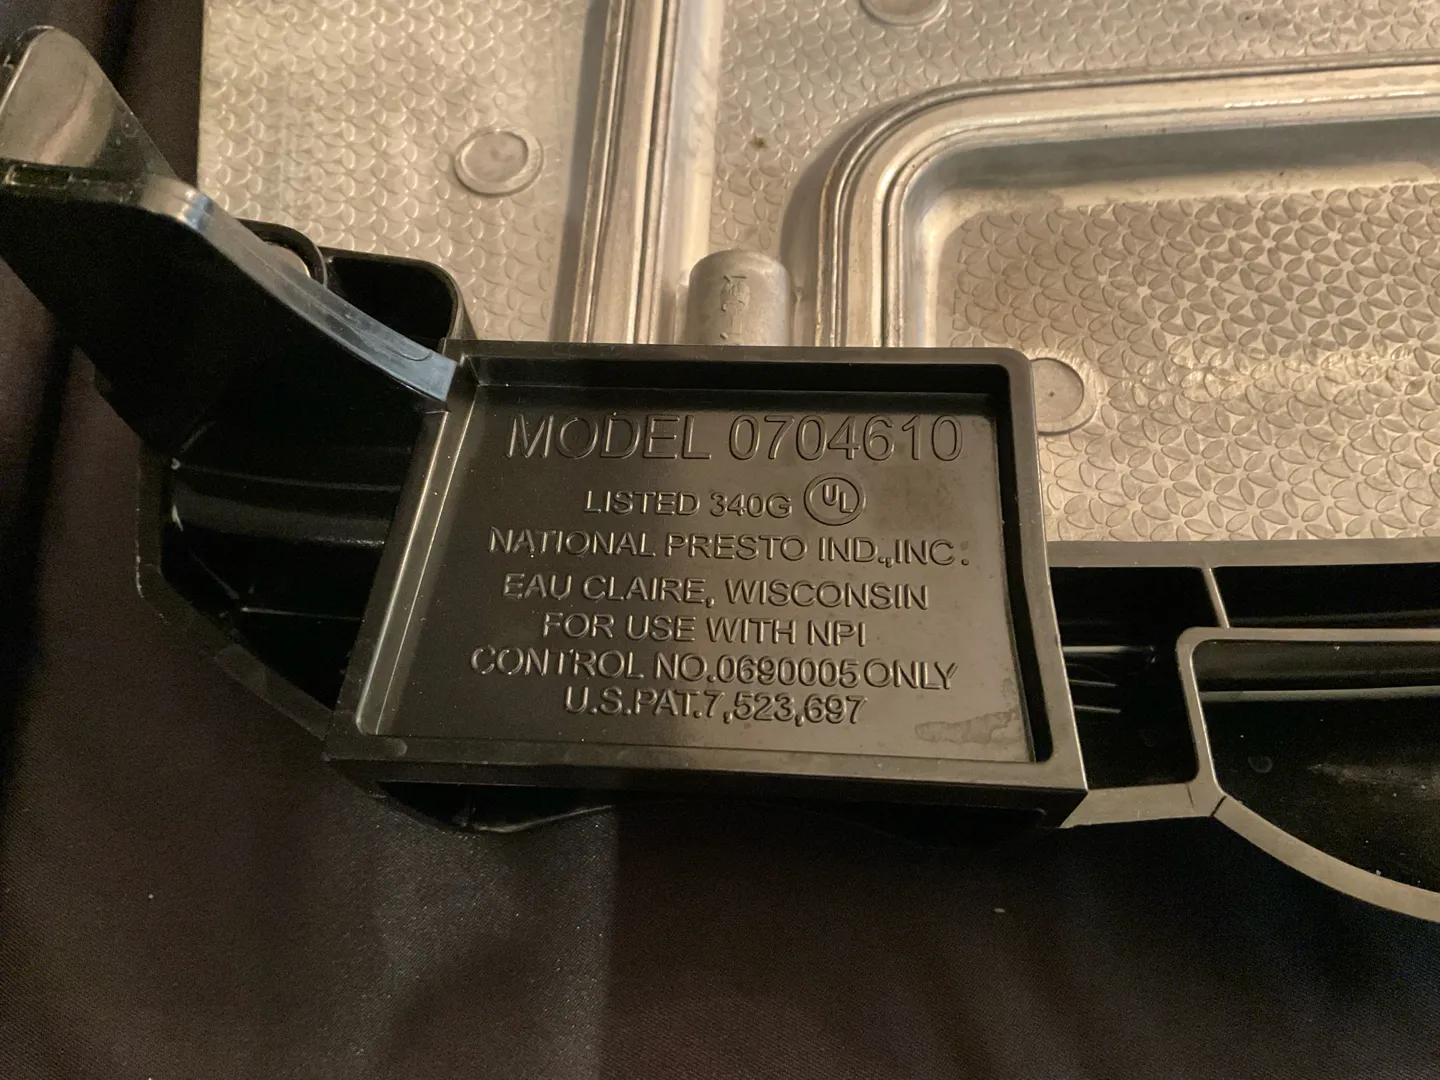 MODEL 0704610
LISTED 340G UL
NATIONAL PRESTO IND.,INC.
EAU CLAIRE, WISCONSIN
FOR USE WITH NPI
CONTROL NO.0690005 ONLY
U.S.PAT.7,523,697